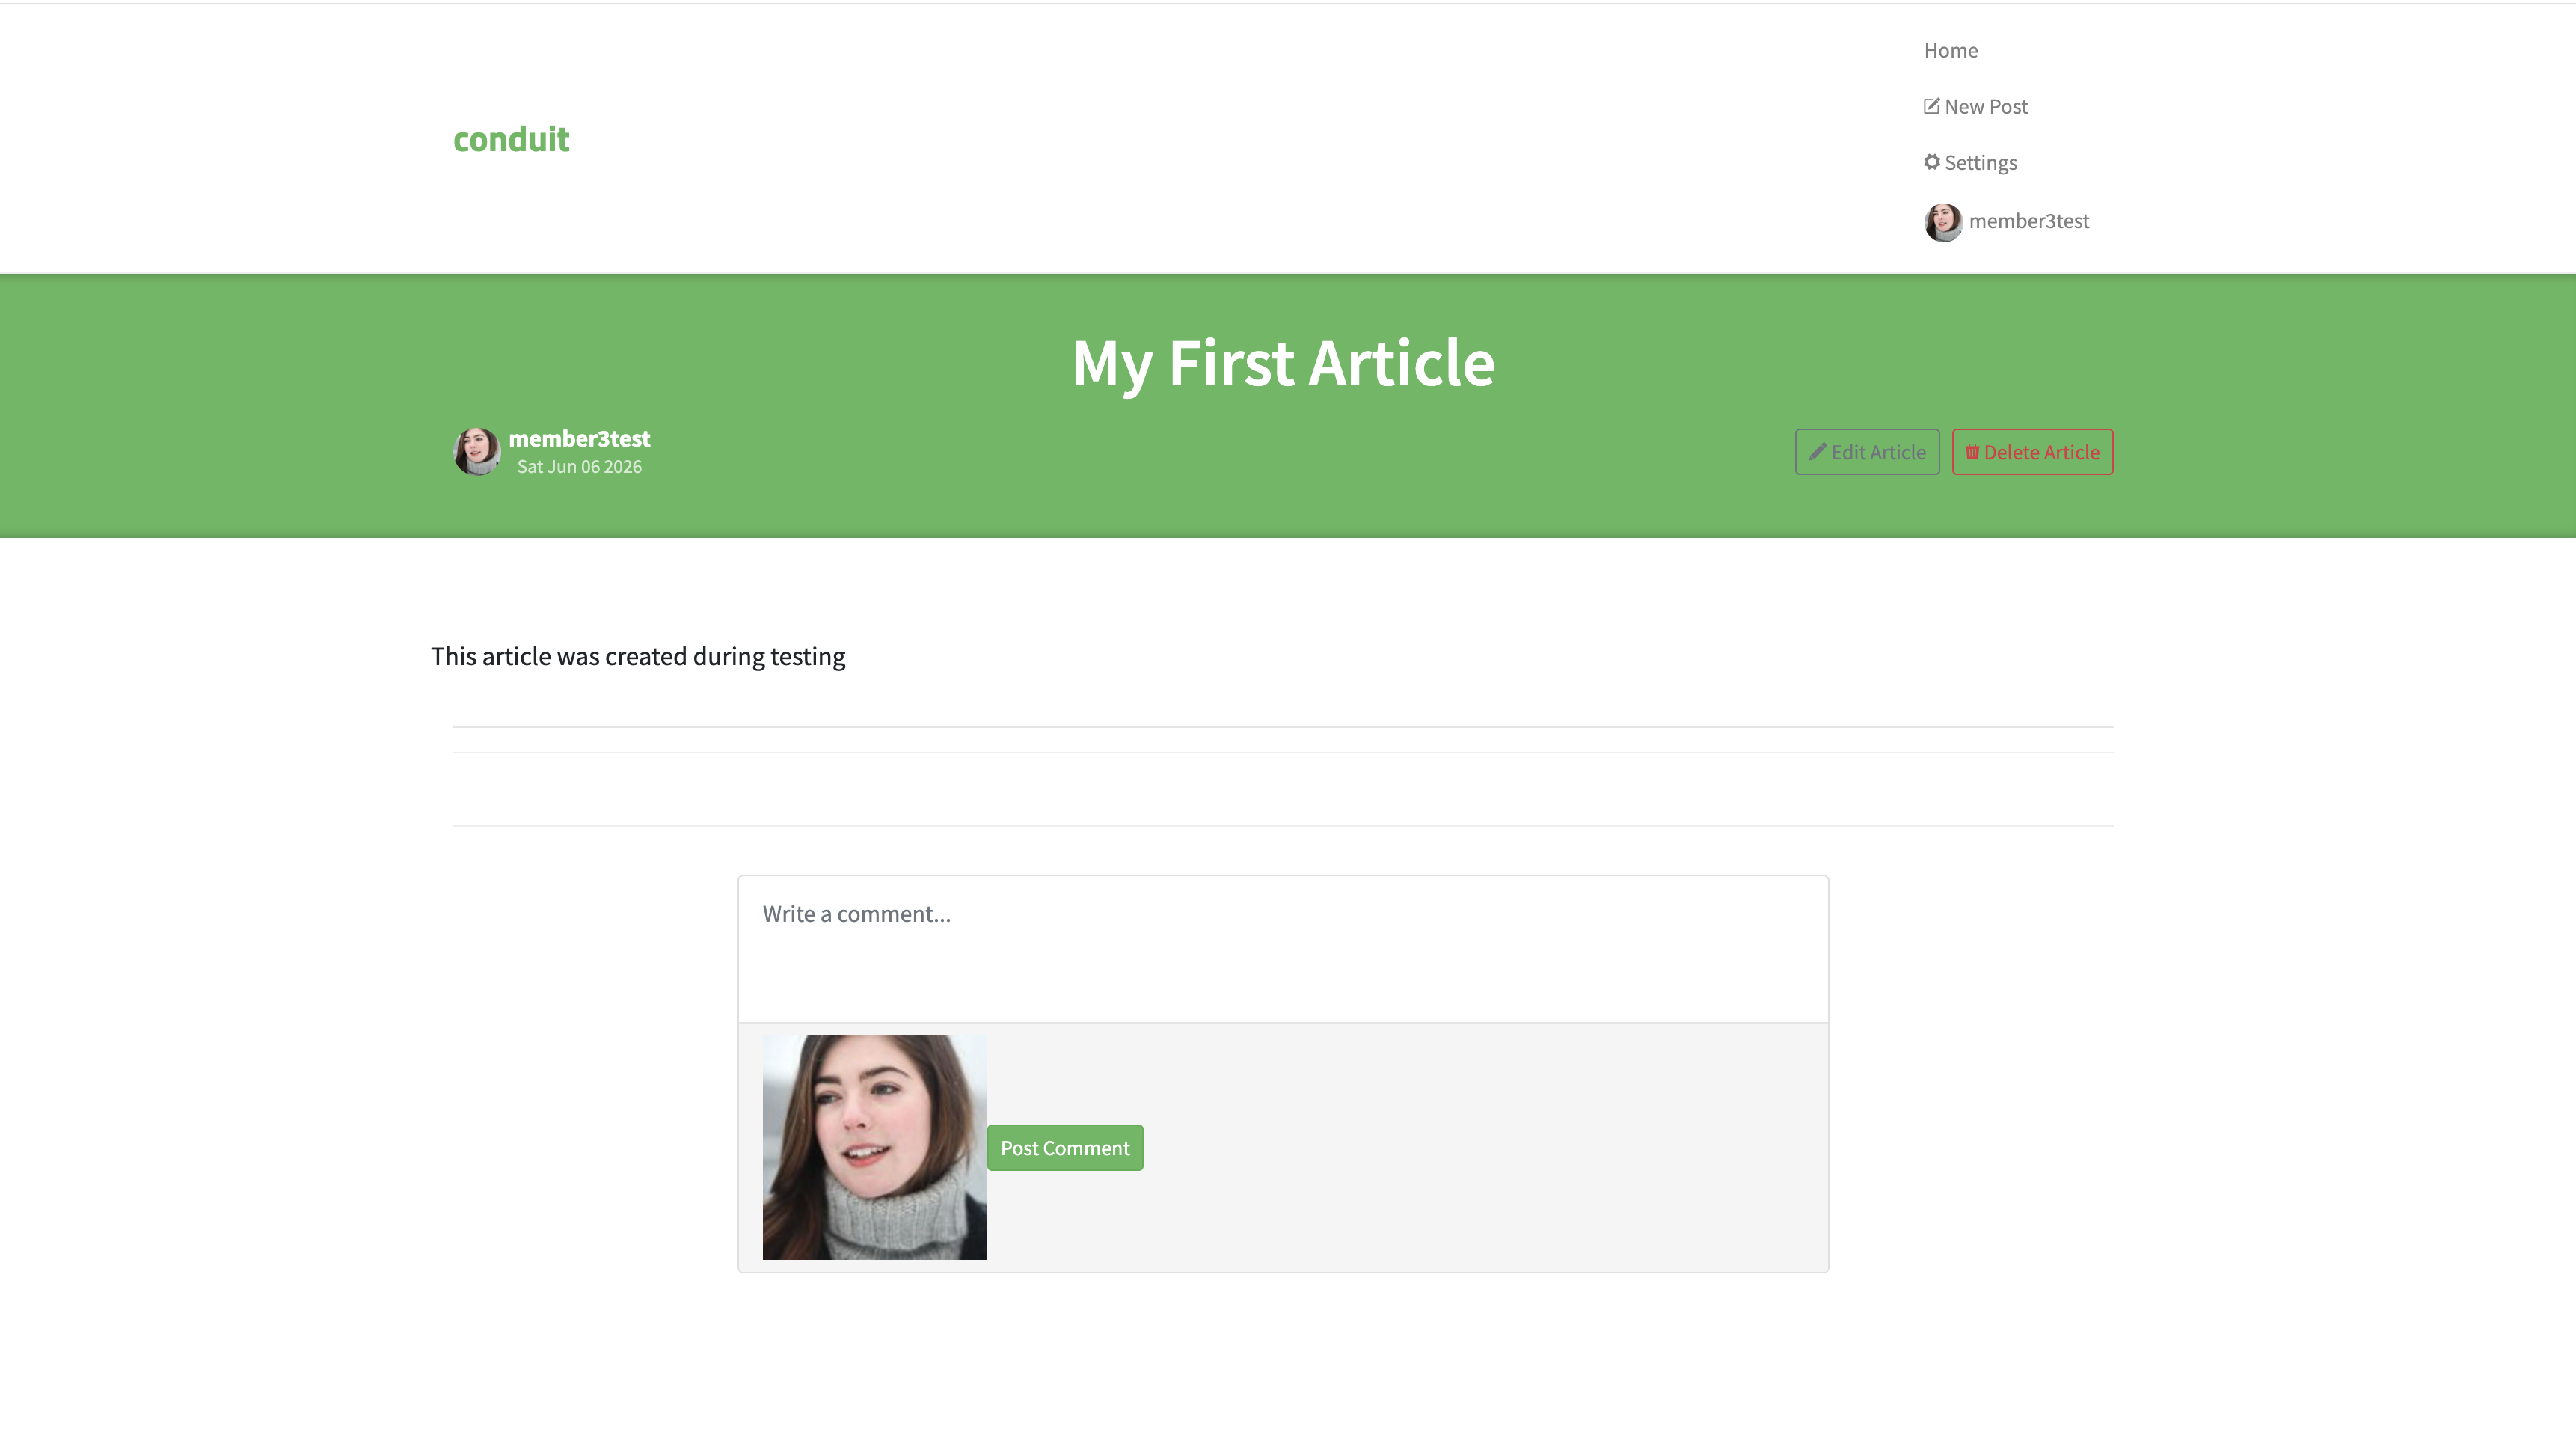 Home
New Post
conduit
Settings
member3test
My First Article
member3test
Sat Jun 06 2026
Edit Article
Delete Article
This article was created during testing
Write a comment...
Post Comment